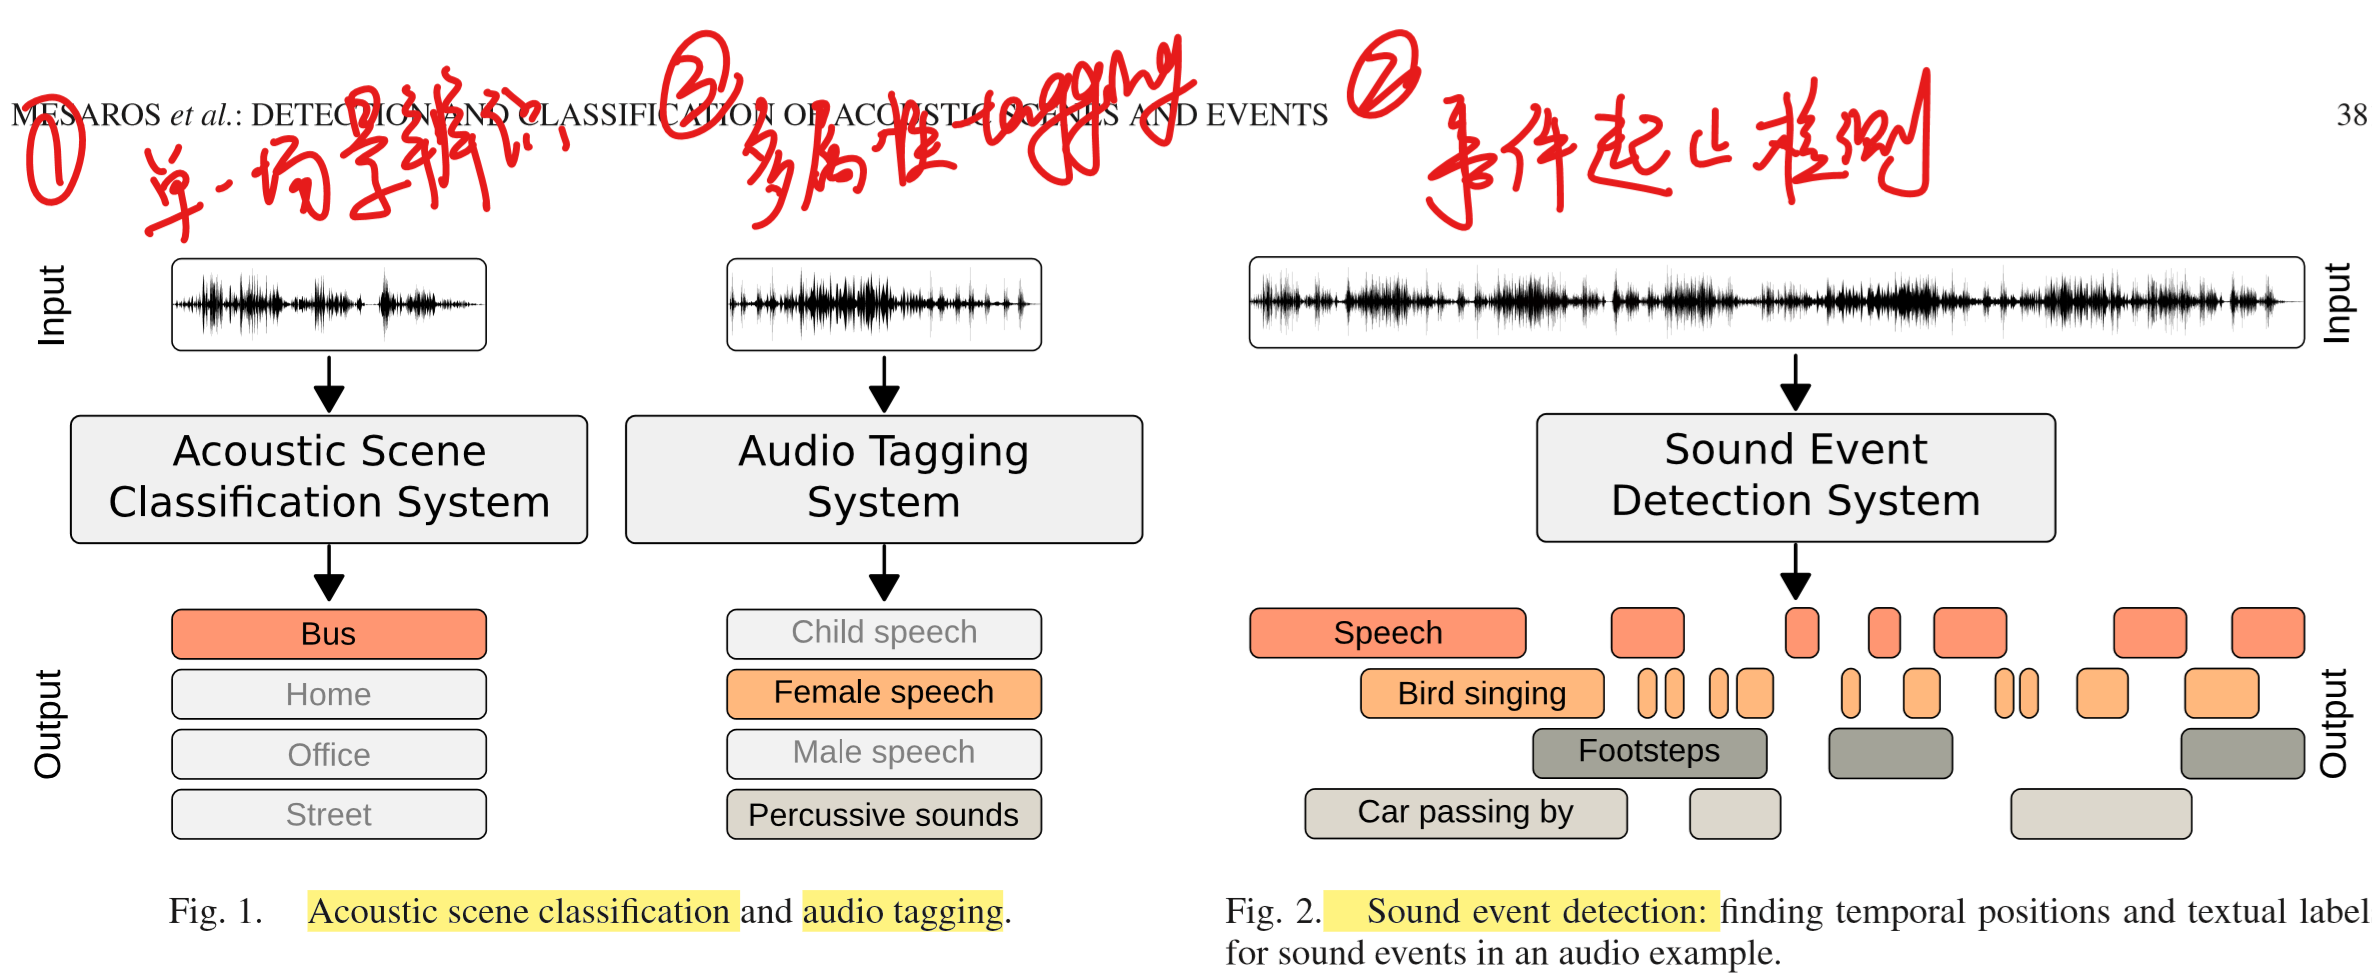 MESAROS et al.: DETECTION AND CLASSIFICATION OF ACOUSTIC SCENES AND EVENTS
38
① 单一场景辨识
③ 多属性 tagging
② 事件起止检测
Input
Acoustic Scene
Classification System
Output
Bus
Home
Office
Street
Audio Tagging
System
Child speech
Female speech
Male speech
Percussive sounds
Input
Sound Event
Detection System
Speech
Bird singing
Footsteps
Car passing by
Output
Fig. 1. Acoustic scene classification and audio tagging.
Fig. 2. Sound event detection: finding temporal positions and textual label
for sound events in an audio example.